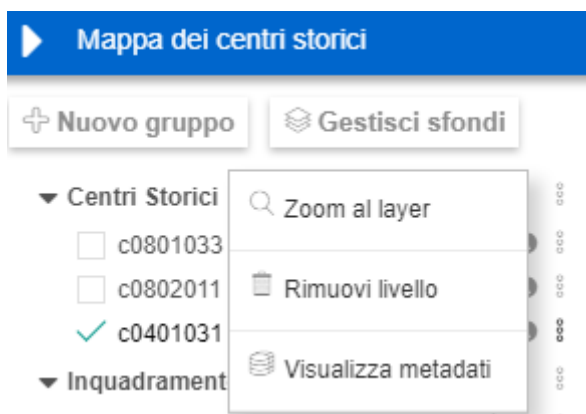 Mappa dei centri storici
Nuovo gruppo
Gestisci sfondi
Centri Storici
Zoom al layer
c0801033
c0802011
Rimuovi livello
c0401031
Visualizza metadati
Inquadrament